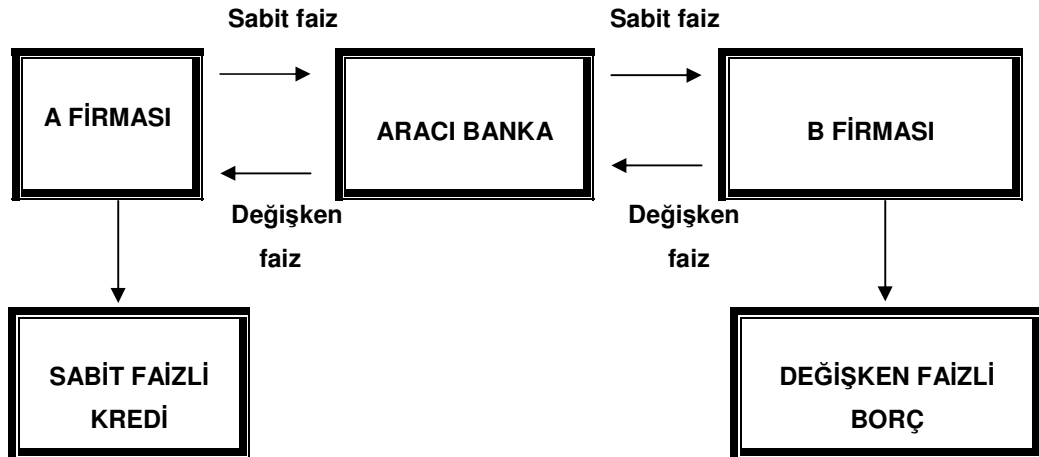 Sabit faiz
Sabit faiz
A FİRMASI
ARACI BANKA
B FİRMASI
Değişken
faiz
Değişken
faiz
SABİT FAİZLİ
KREDİ
DEĞİŞKEN FAİZLİ
BORÇ